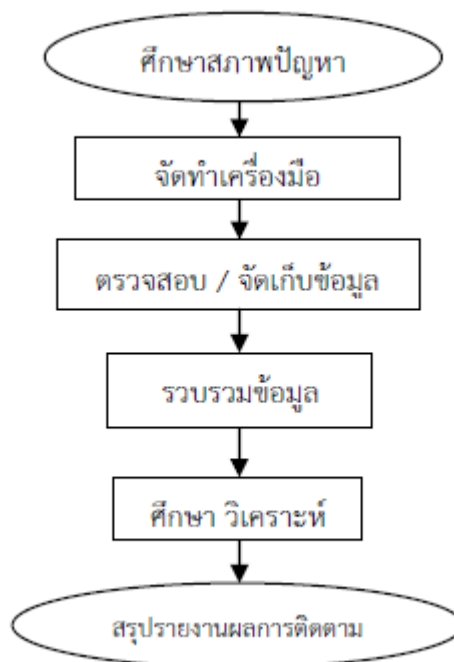 ศึกษาสภาพปัญหา
จัดทำเครื่องมือ
ตรวจสอบ / จัดเก็บข้อมูล
รวบรวมข้อมูล
ศึกษา วิเคราะห์
สรุปรายงานผลการติดตาม